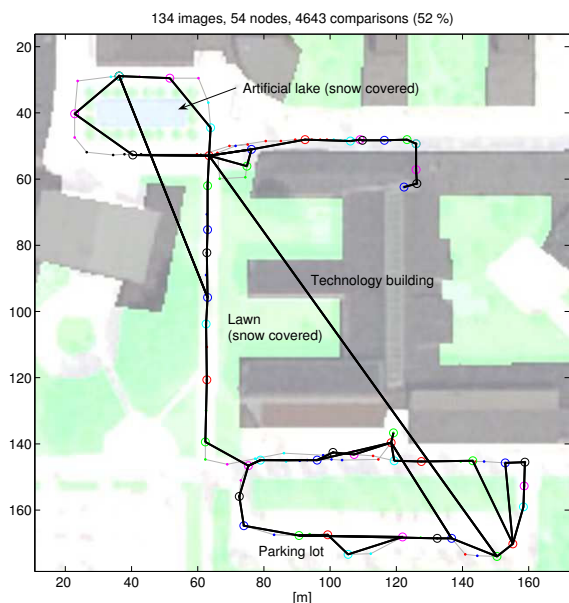 134 images, 54 nodes, 4643 comparisons (52 %)
20
40
60
80
100
120
140
160
Artificial lake (snow covered)
Technology building
Lawn
(snow covered)
Parking lot
20 40 60 80 100 120 140 160
[m]